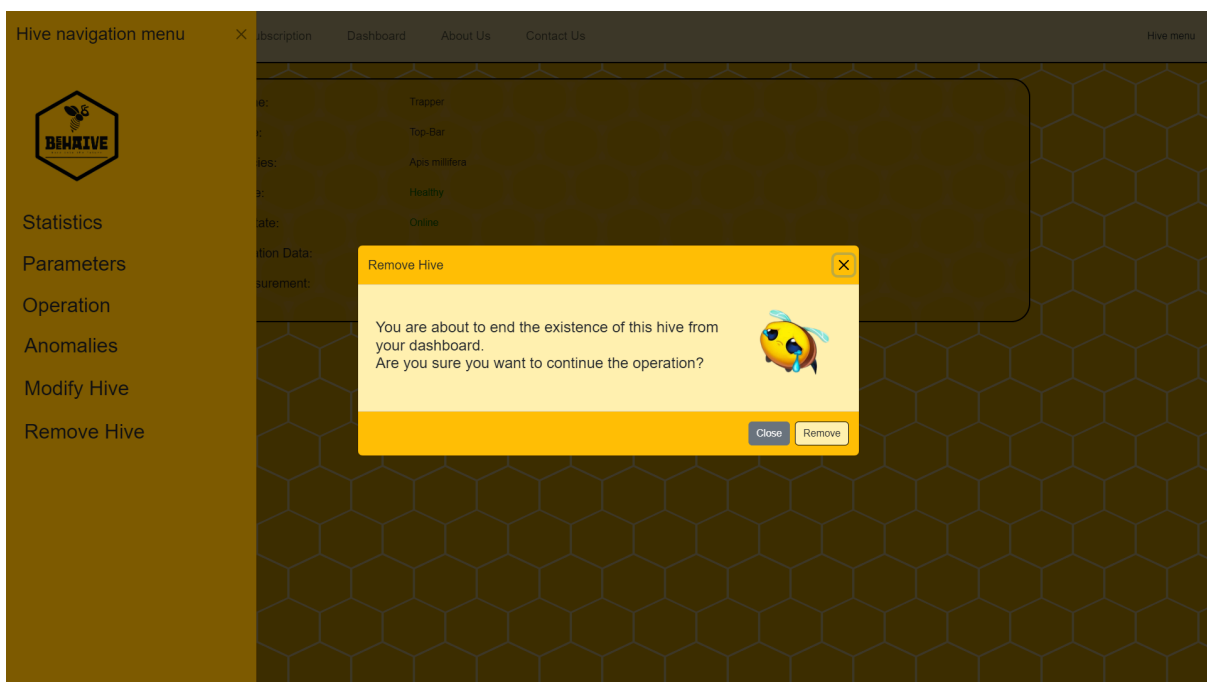 Hive navigation menu
Dashboard
About Us
Contact Us
Hive menu
BEHAIVE
Trapper
Top-Bar
Apis millifera
Healthy
Online
Data:
Statistics
Parameters
Operation
Anomalies
Modify Hive
Remove Hive
Remove Hive
You are about to end the existence of this hive from
your dashboard.
Are you sure you want to continue the operation?
Close
Remove